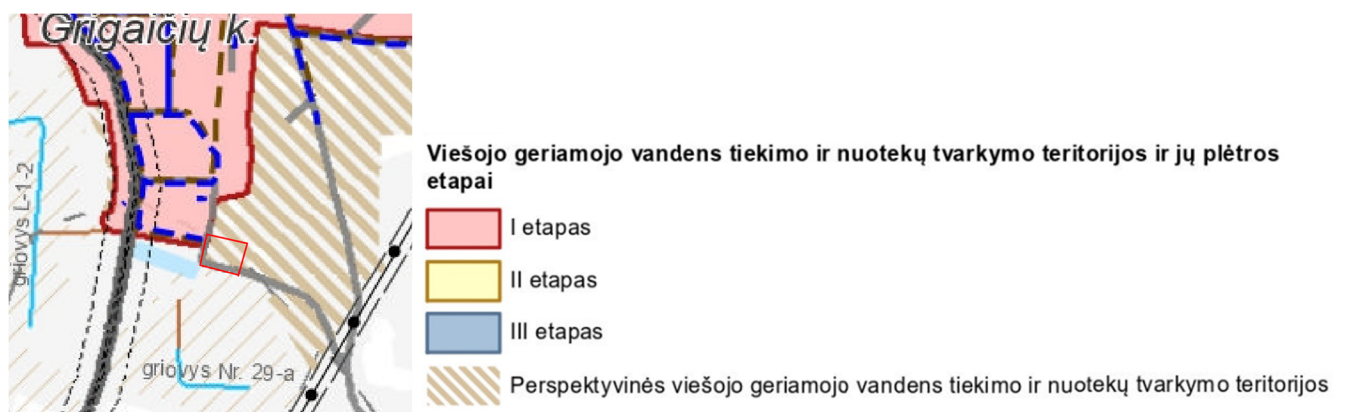 Grigaičių k.
griovys L-1-2
griovys Nr. 29-a
Viešojo geriamojo vandens tiekimo ir nuotekų tvarkymo teritorijos ir jų plėtros
etapai
I etapas
II etapas
III etapas
Perspektyvinės viešojo geriamojo vandens tiekimo ir nuotekų tvarkymo teritorijos